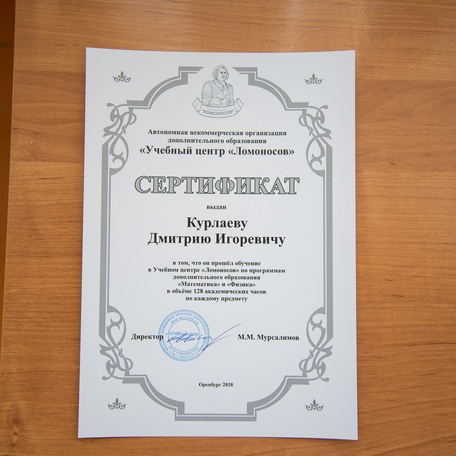 "ЛОМОНОСОВ"
Автономная некоммерческая организация
дополнительного образования
«Учебный центр «Ломоносов»
СЕРТИФИКАТ
выдан
Курлаеву
Дмитрию Игоревичу
в том, что он прошёл обучение
в Учебном центре «Ломоносов» по программам
дополнительного образования
«Математика» и «Физика»
в объёме 128 академических часов
по каждому предмету
Директор М.М. Мурсалимов
Оренбург 2018